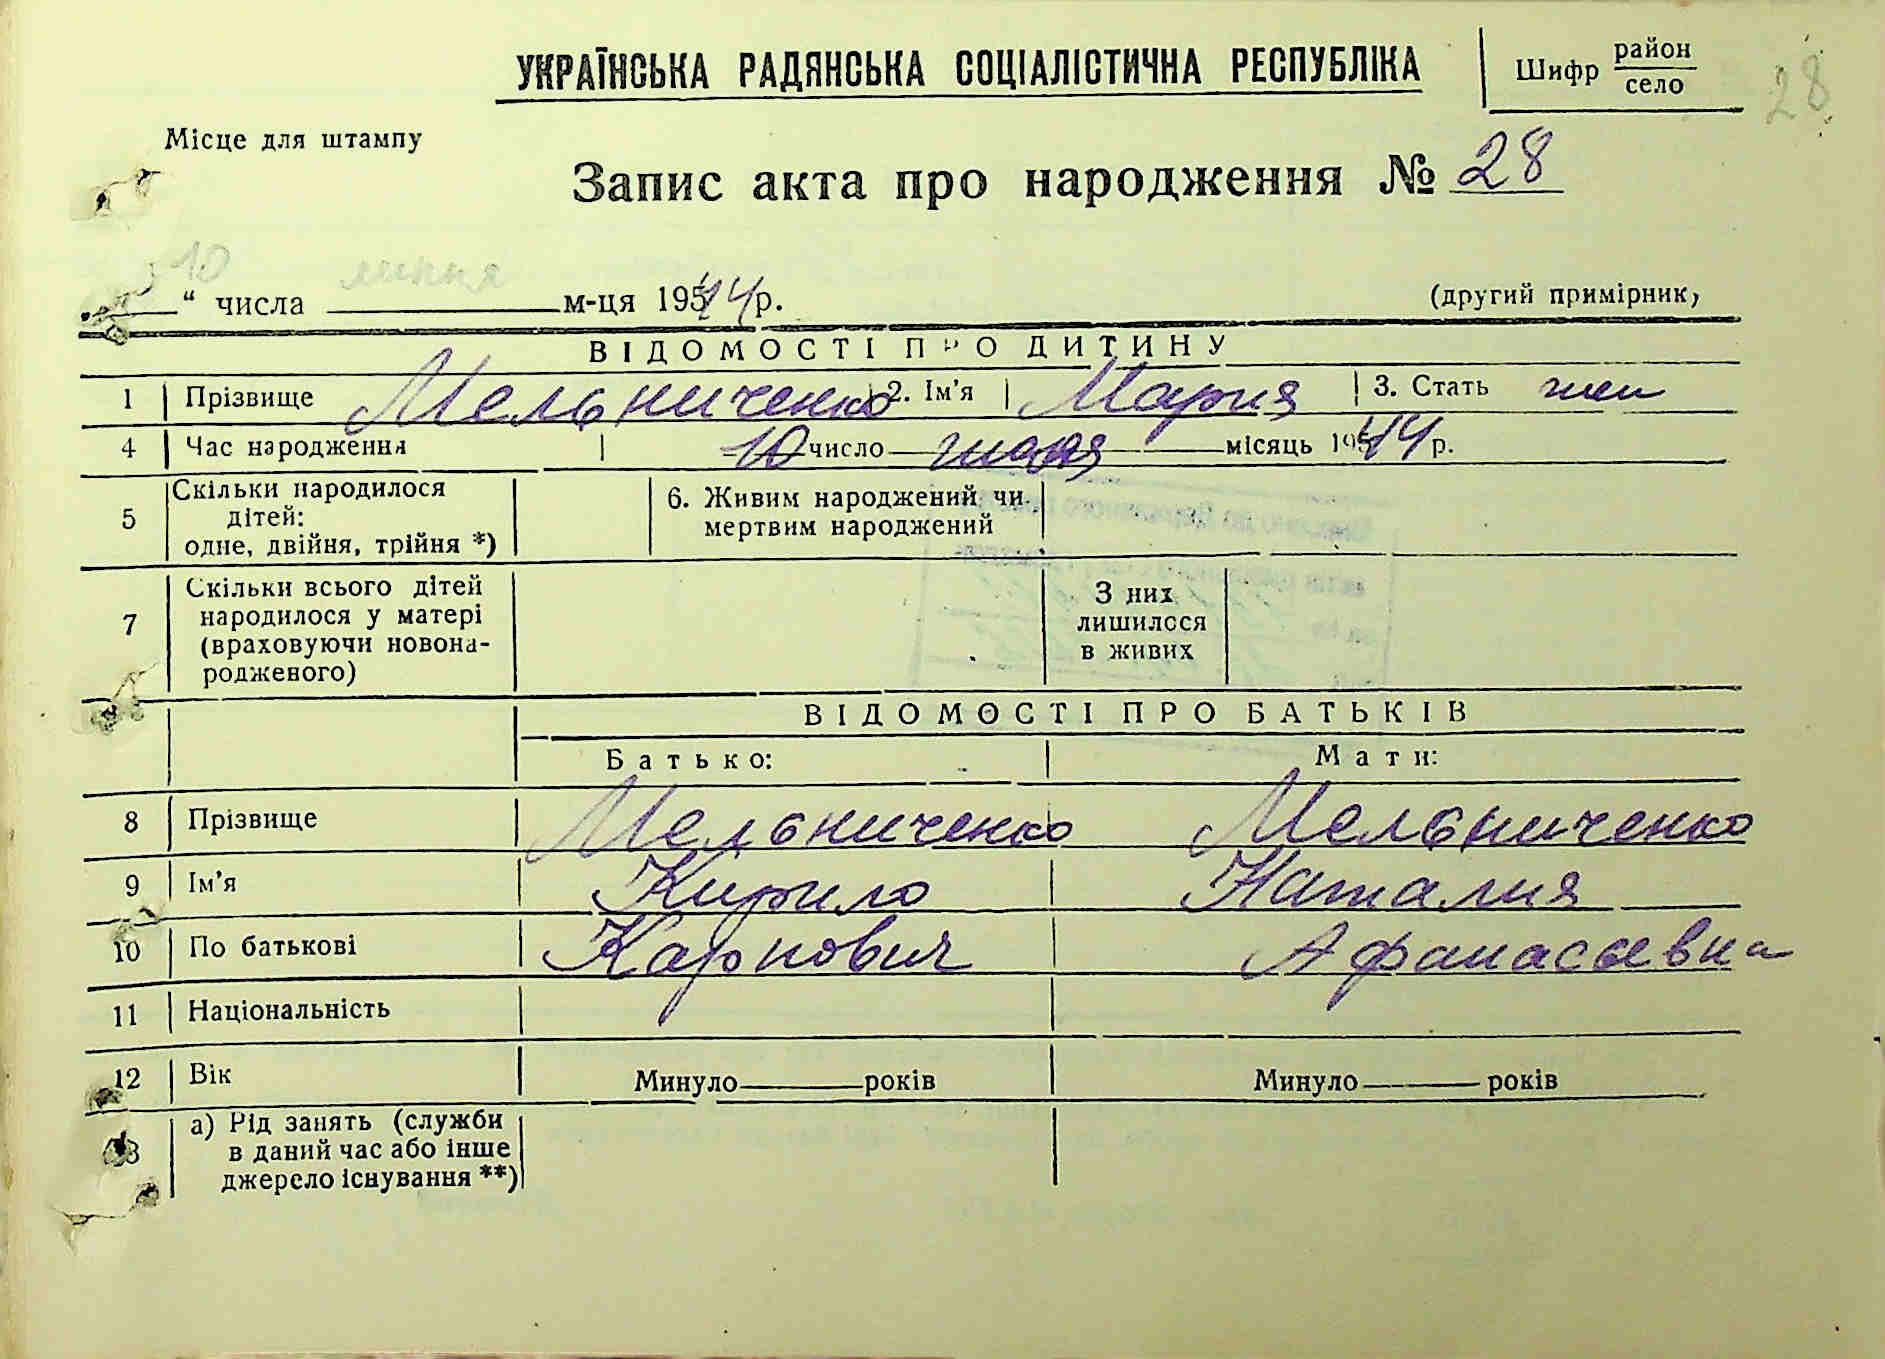 УКРАЇНСЬКА РАДЯНСЬКА СОЦІАЛІСТИЧНА РЕСПУБЛІКА
Шифр район
село
28
Місце для штампу
Запис акта про народження № 28
10 “ числа липня м-ця 1944 р.
(другий примірник)
ВІДОМОСТІ ПРО ДИТИНУ
1 Прізвище Мельниченко 2. Ім'я Мария 3. Стать жен
4 Час народження 10 число мая місяць 1944 р.
5 Скільки народилося
дітей:
одне, двійня, трійня *)
6. Живим народжений чи
мертвим народжений
7 Скільки всього дітей
народилося у матері
(враховуючи новона-
родженого)
З них
лишилося
в живих
ВІДОМОСТІ ПРО БАТЬКІВ
Батько: Мати:
8 Прізвище Мельниченко Мельниченко
9 Ім'я Кирило Наталия
10 По батькові Карпович Афанасьевна
11 Національність
12 Вік Минуло років Минуло років
13 а) Рід занять (служби
в даний час або інше
джерело існування **)